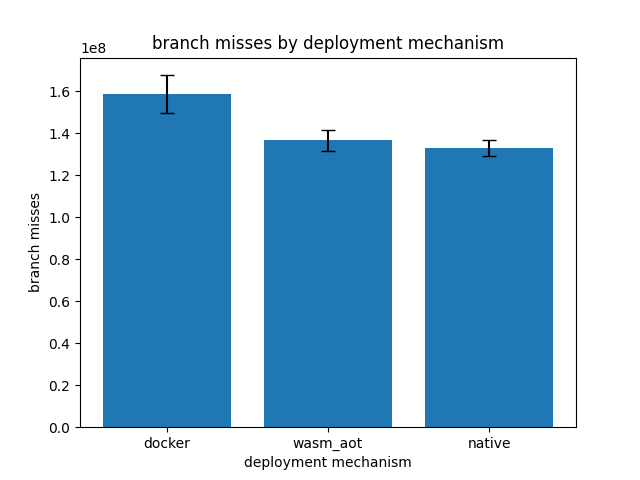 branch misses by deployment mechanism
1e8
1.6
1.4
1.2
1.0
0.8
0.6
0.4
0.2
0.0
branch misses
docker
wasm_aot
native
deployment mechanism